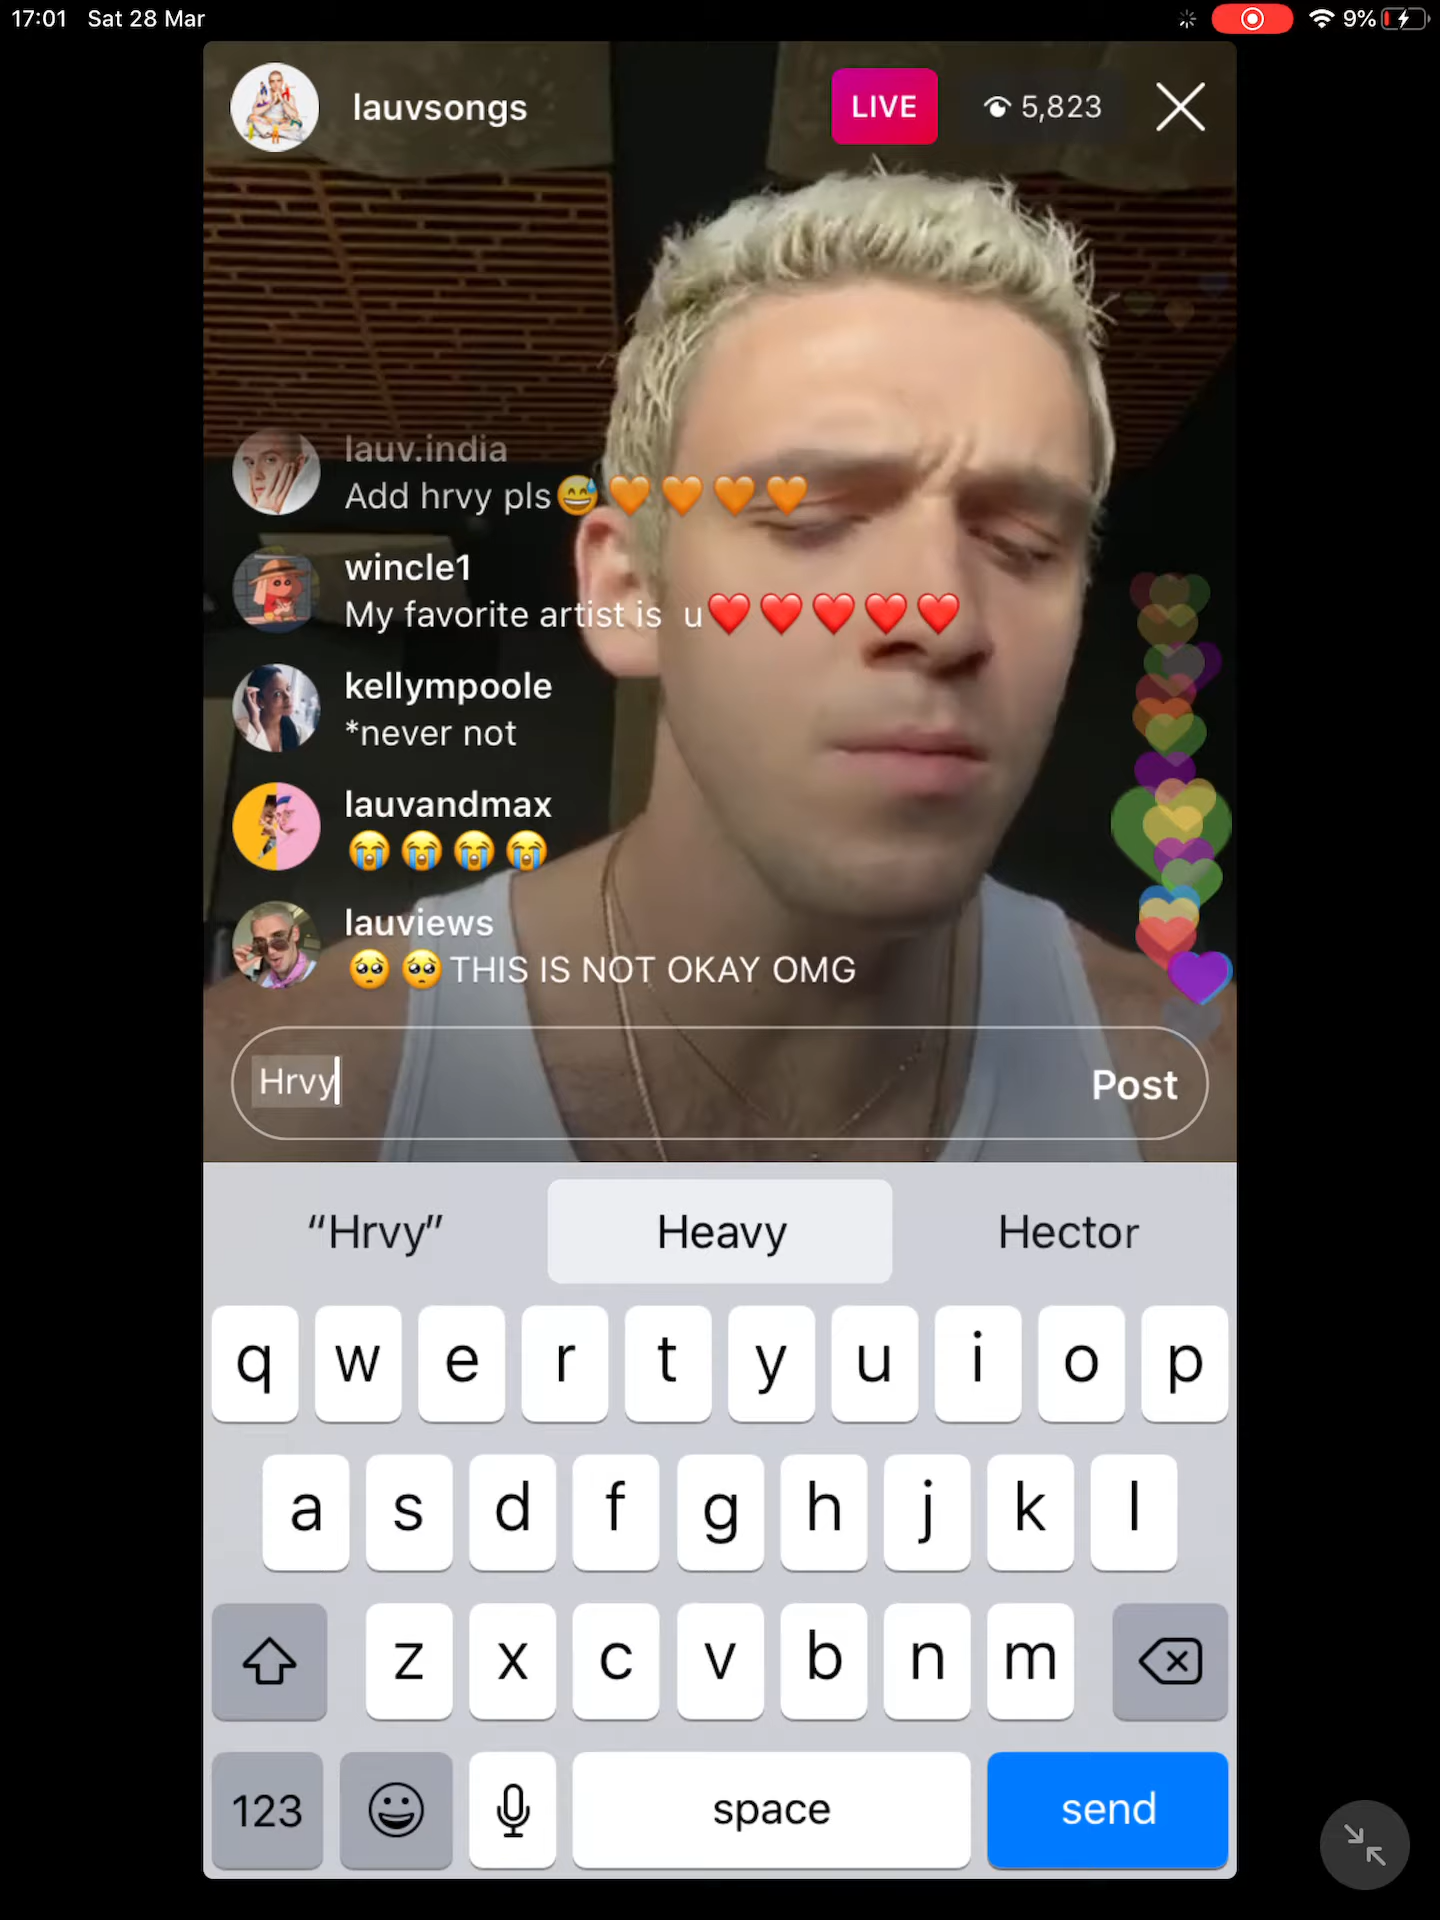 17:01 Sat 28 Mar
9%
lauvsongs
LIVE
5,823
lauv.india
Add hrvy pls😅🧡🧡🧡🧡
wincle1
My favorite artist is u❤️❤️❤️❤️❤️
kellympoole
*never not
lauvandmax
😭😭😭😭
lauviews
🥺🥺THIS IS NOT OKAY OMG
Hrvy
Post
“Hrvy” Heavy Hector
q w e r t y u i o p
a s d f g h j k l
z x c v b n m
123 space send